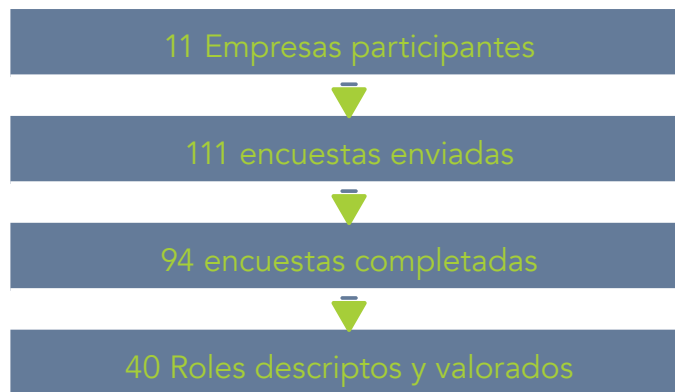 11 Empresas participantes
111 encuestas enviadas
94 encuestas completadas
40 Roles descriptos y valorados